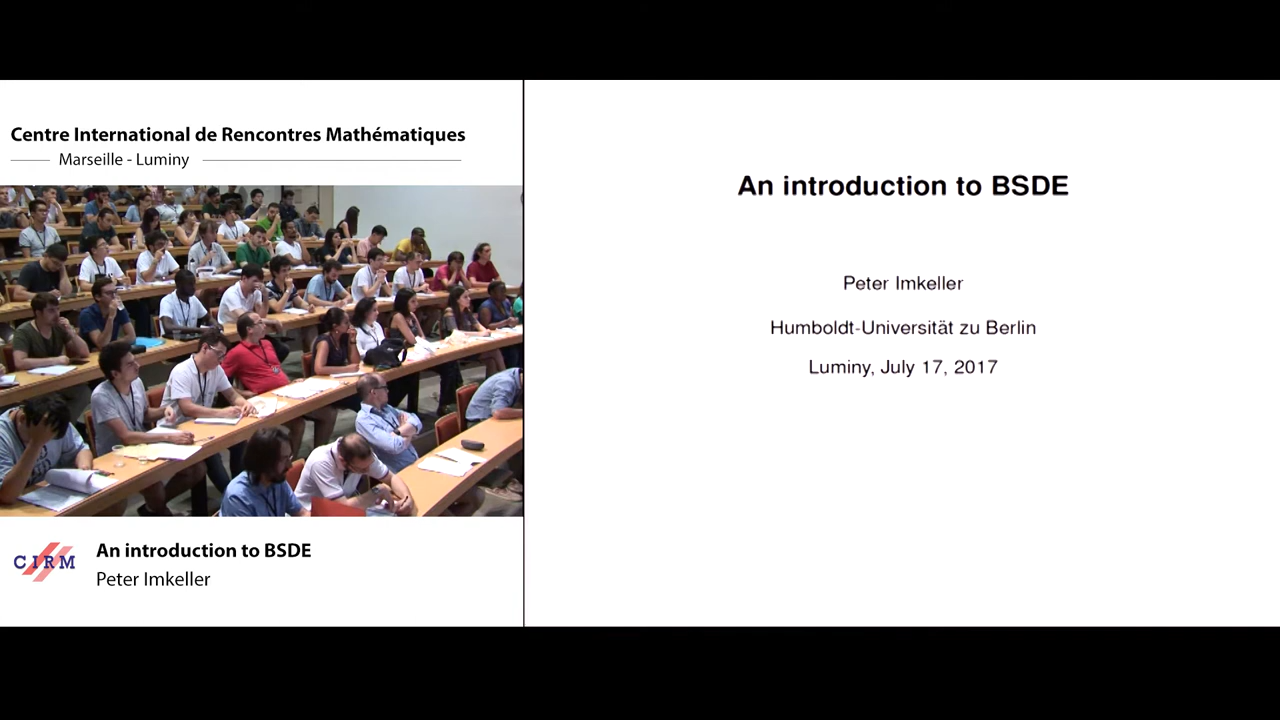 Centre International de Rencontres Mathématiques
Marseille - Luminy
CIRM
An introduction to BSDE
Peter Imkeller
An introduction to BSDE
Peter Imkeller
Humboldt-Universität zu Berlin
Luminy, July 17, 2017